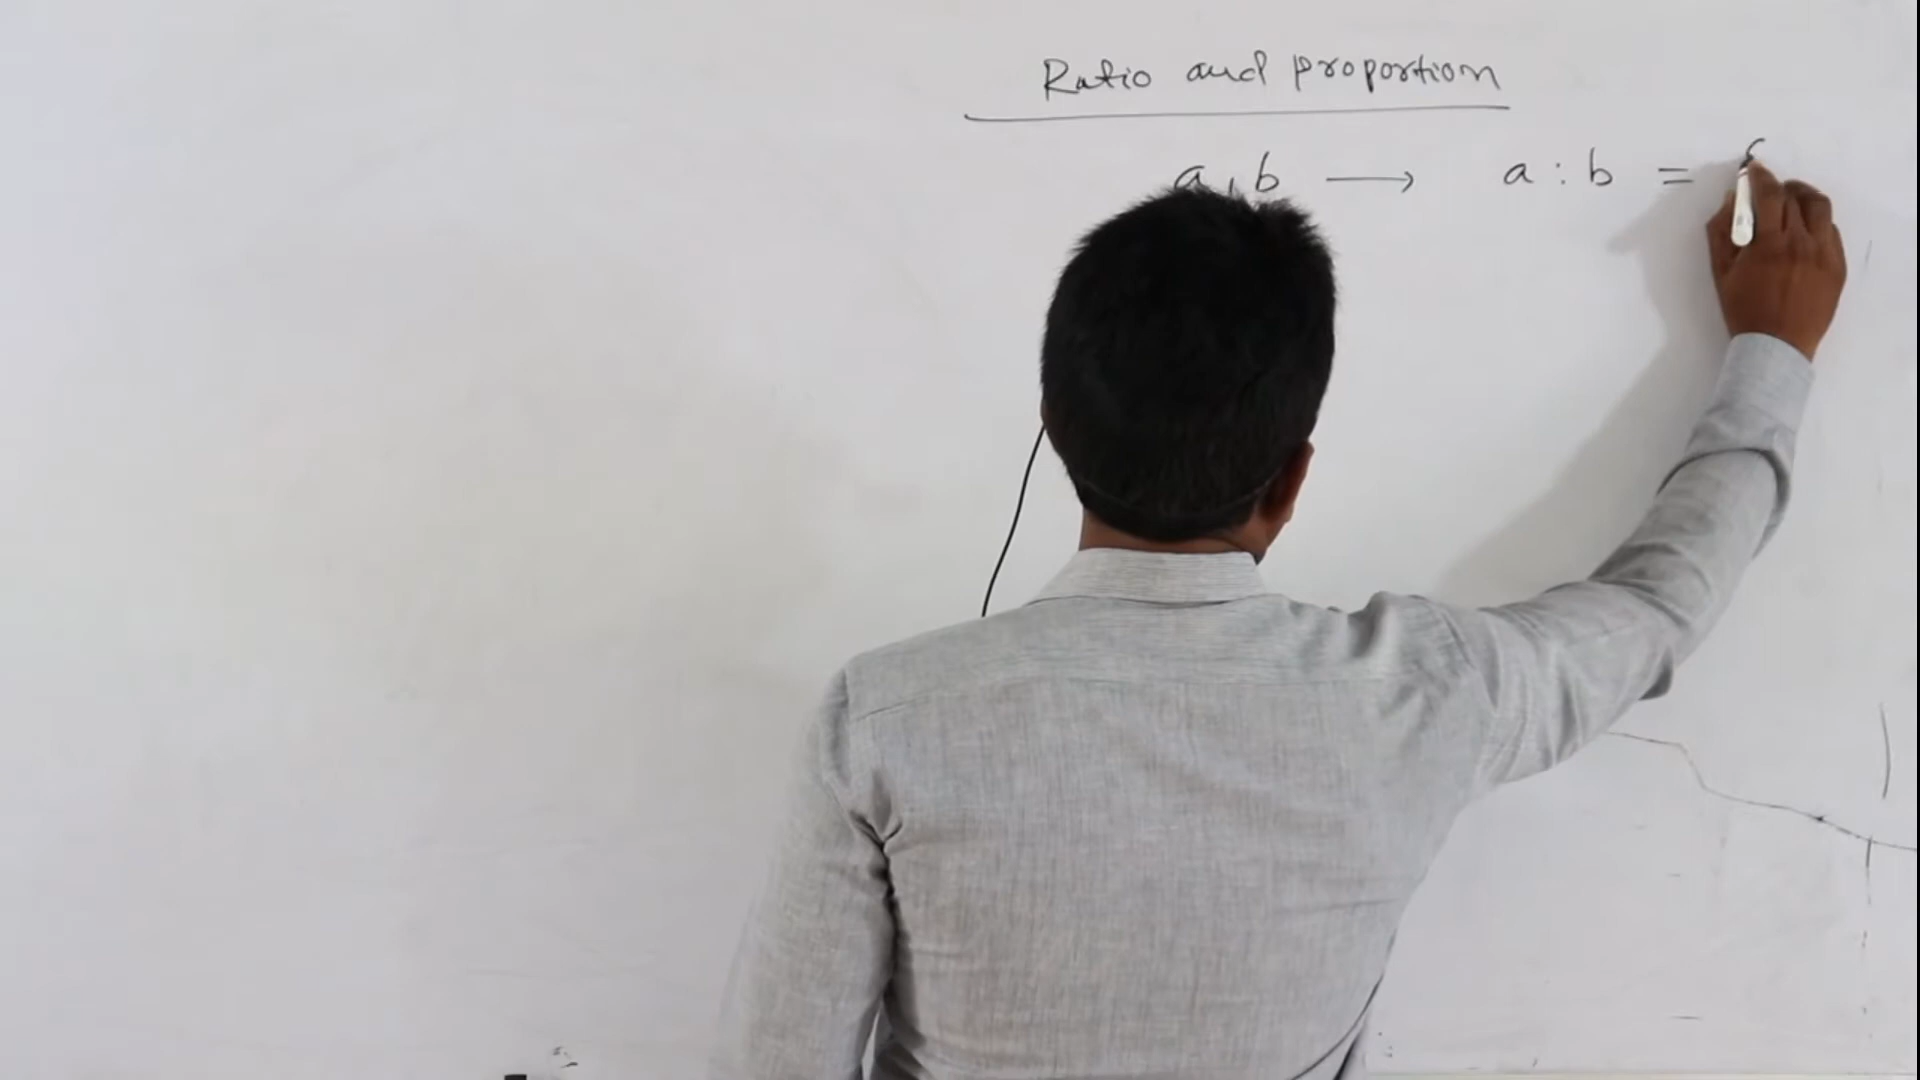 Ratio and proportion
a, b → a : b =